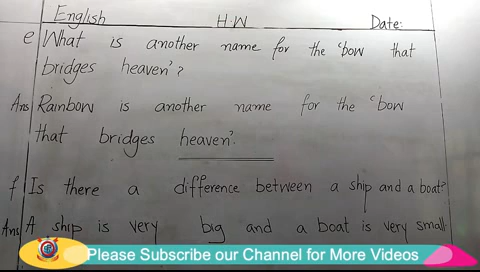 English H.W Date:
e What is another name for the 'bow that
bridges heaven'?
Ans Rainbow is another name for the 'bow
that bridges heaven'.
f Is there a difference between a ship and a boat?
Ans A ship is very big and a boat is very small
Please Subscribe our Channel for More Videos